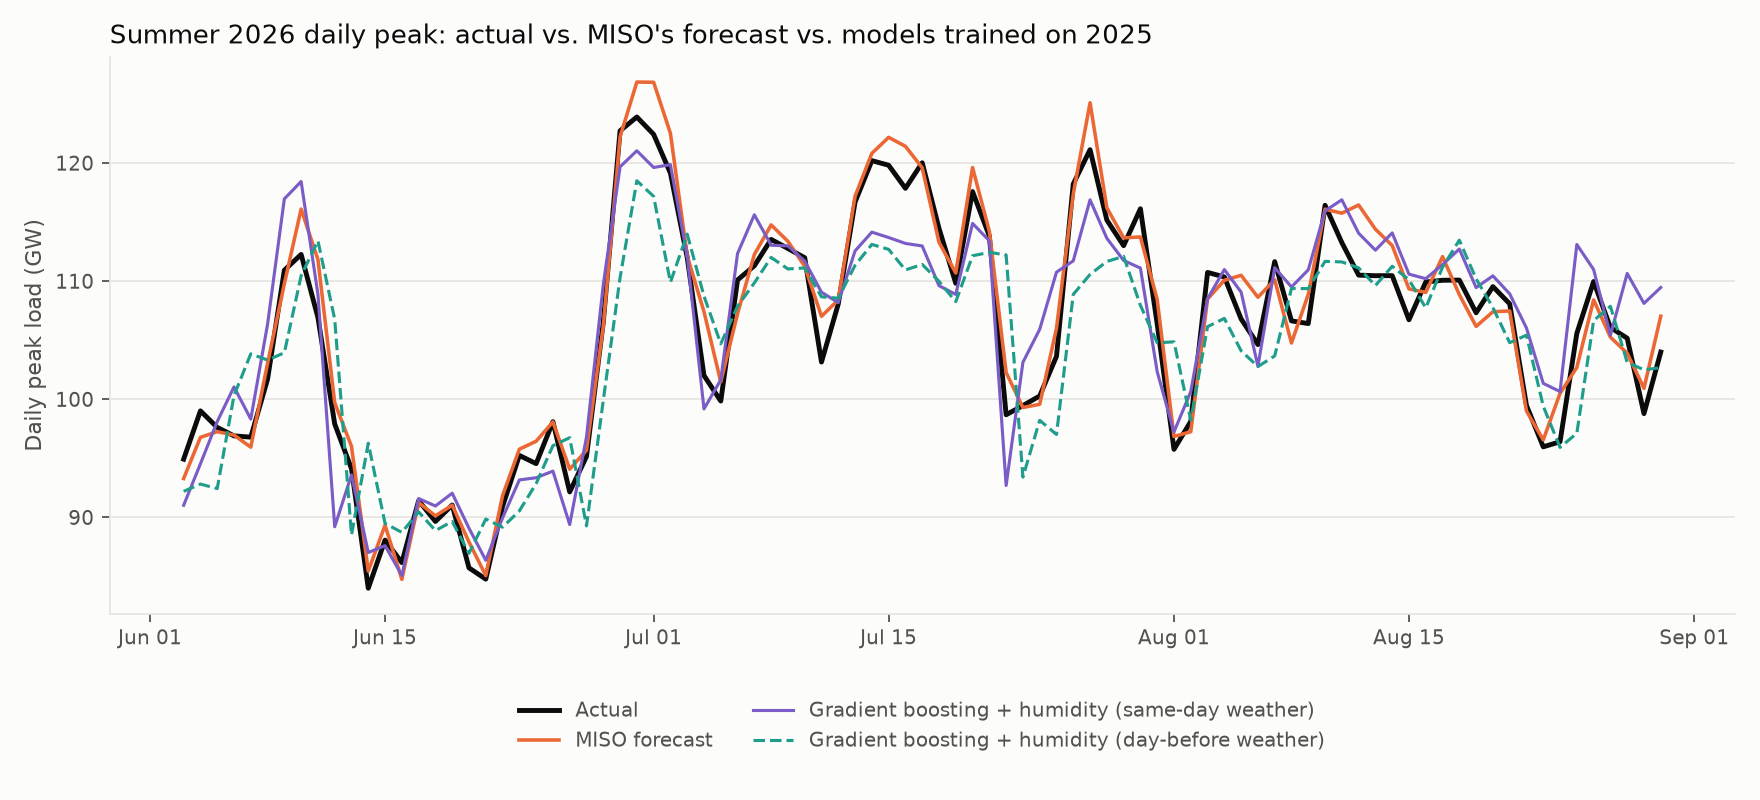 Summer 2026 daily peak: actual vs. MISO's forecast vs. models trained on 2025
Daily peak load (GW)
120
110
100
90
Jun 01
Jun 15
Jul 01
Jul 15
Aug 01
Aug 15
Sep 01
Actual
MISO forecast
Gradient boosting + humidity (same-day weather)
Gradient boosting + humidity (day-before weather)